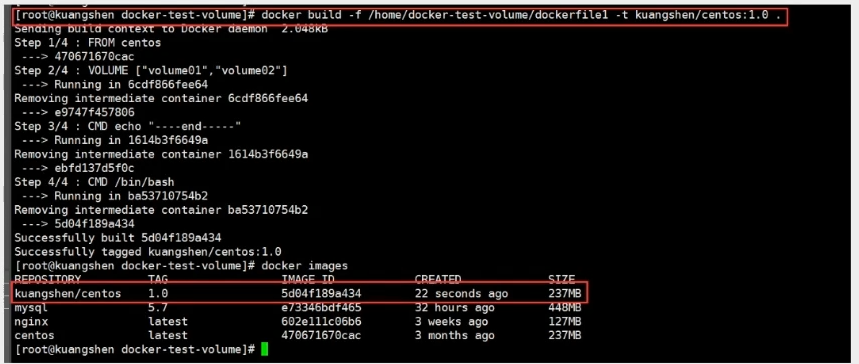 [root@kuangshen docker-test-volume]# docker build -f /home/docker-test-volume/dockerfile1 -t kuangshen/centos:1.0 .
Sending build context to Docker daemon  2.048kB
Step 1/4 : FROM centos
 ---> 470671670cac
Step 2/4 : VOLUME ["volume01","volume02"]
 ---> Running in 6cdf866fee64
Removing intermediate container 6cdf866fee64
 ---> e9747f457806
Step 3/4 : CMD echo "----end-----"
 ---> Running in 1614b3f6649a
Removing intermediate container 1614b3f6649a
 ---> ebfd137d5f0c
Step 4/4 : CMD /bin/bash
 ---> Running in ba53710754b2
Removing intermediate container ba53710754b2
 ---> 5d04f189a434
Successfully built 5d04f189a434
Successfully tagged kuangshen/centos:1.0
[root@kuangshen docker-test-volume]# docker images
REPOSITORY TAG IMAGE ID CREATED SIZE
kuangshen/centos 1.0 5d04f189a434 22 seconds ago 237MB
mysql 5.7 e73346bdf465 32 hours ago 448MB
nginx latest 602e111c06b6 3 weeks ago 127MB
centos latest 470671670cac 3 months ago 237MB
[root@kuangshen docker-test-volume]#